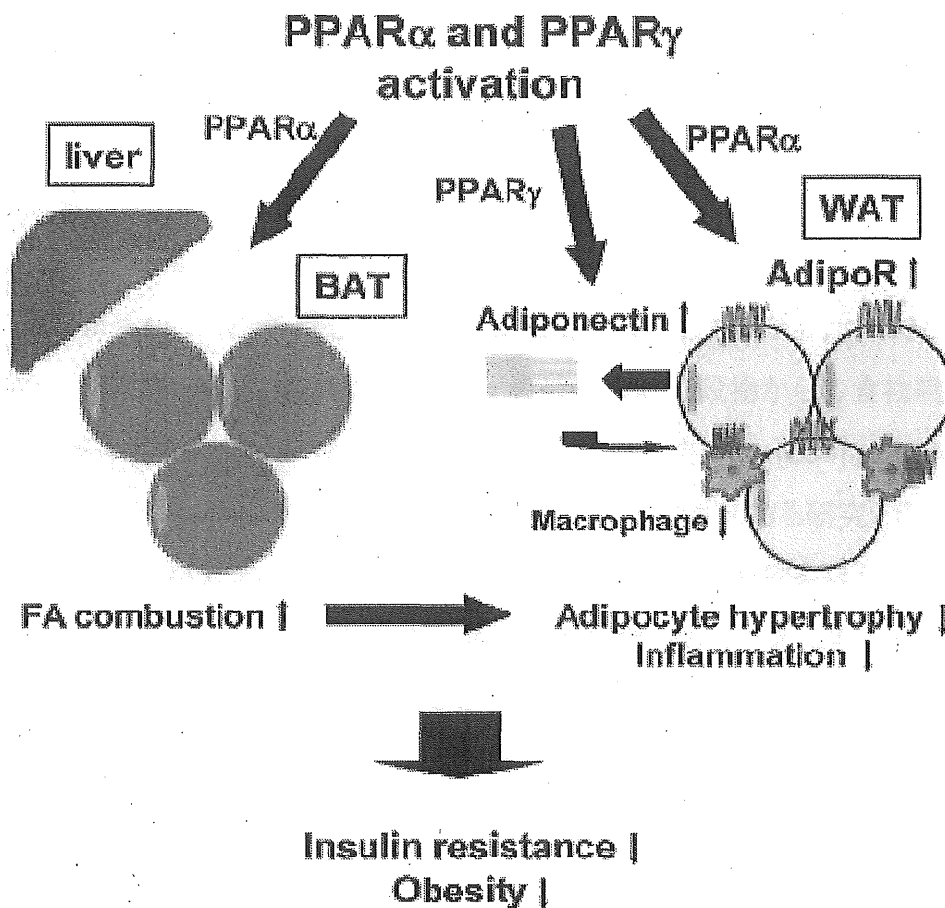 PPARα and PPARγ
activation
liver
PPARα
PPARγ
PPARα
WAT
BAT
AdipoR ↑
Adiponectin ↑
Macrophage ↓
FA combustion ↑
Adipocyte hypertrophy ↓
Inflammation ↓
Insulin resistance ↓
Obesity ↓